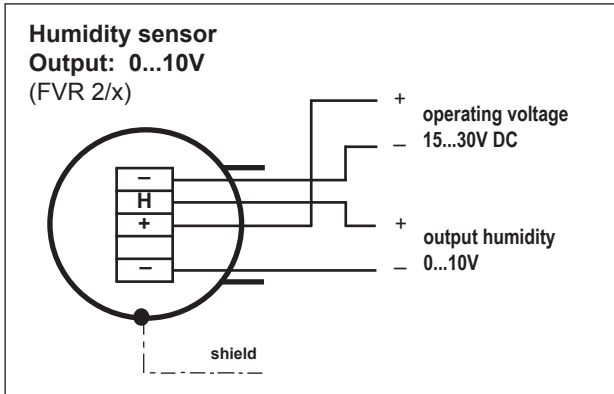 Humidity sensor
Output: 0...10V
(FVR 2/x)
+
operating voltage
– 15...30V DC
–
H
+
–
+
output humidity
– 0...10V
shield